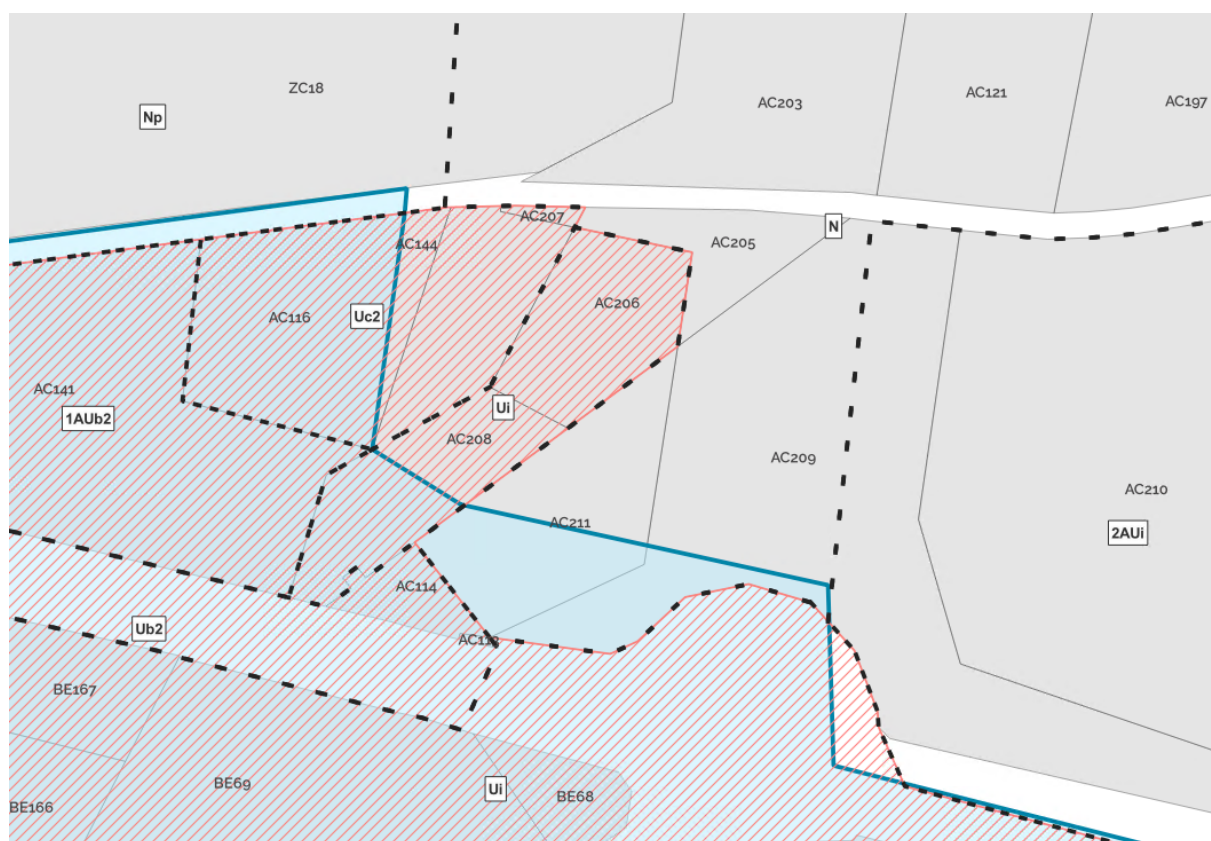 ZC18
AC203
AC121
AC197
Np
AC207
N
AC144
AC205
AC206
AC116
Uc2
AC141
1AUb2
Ui
AC208
AC209
AC210
AC211
2AUi
AC114
Ub2
BE167
BE69
Ui
BE68
BE166